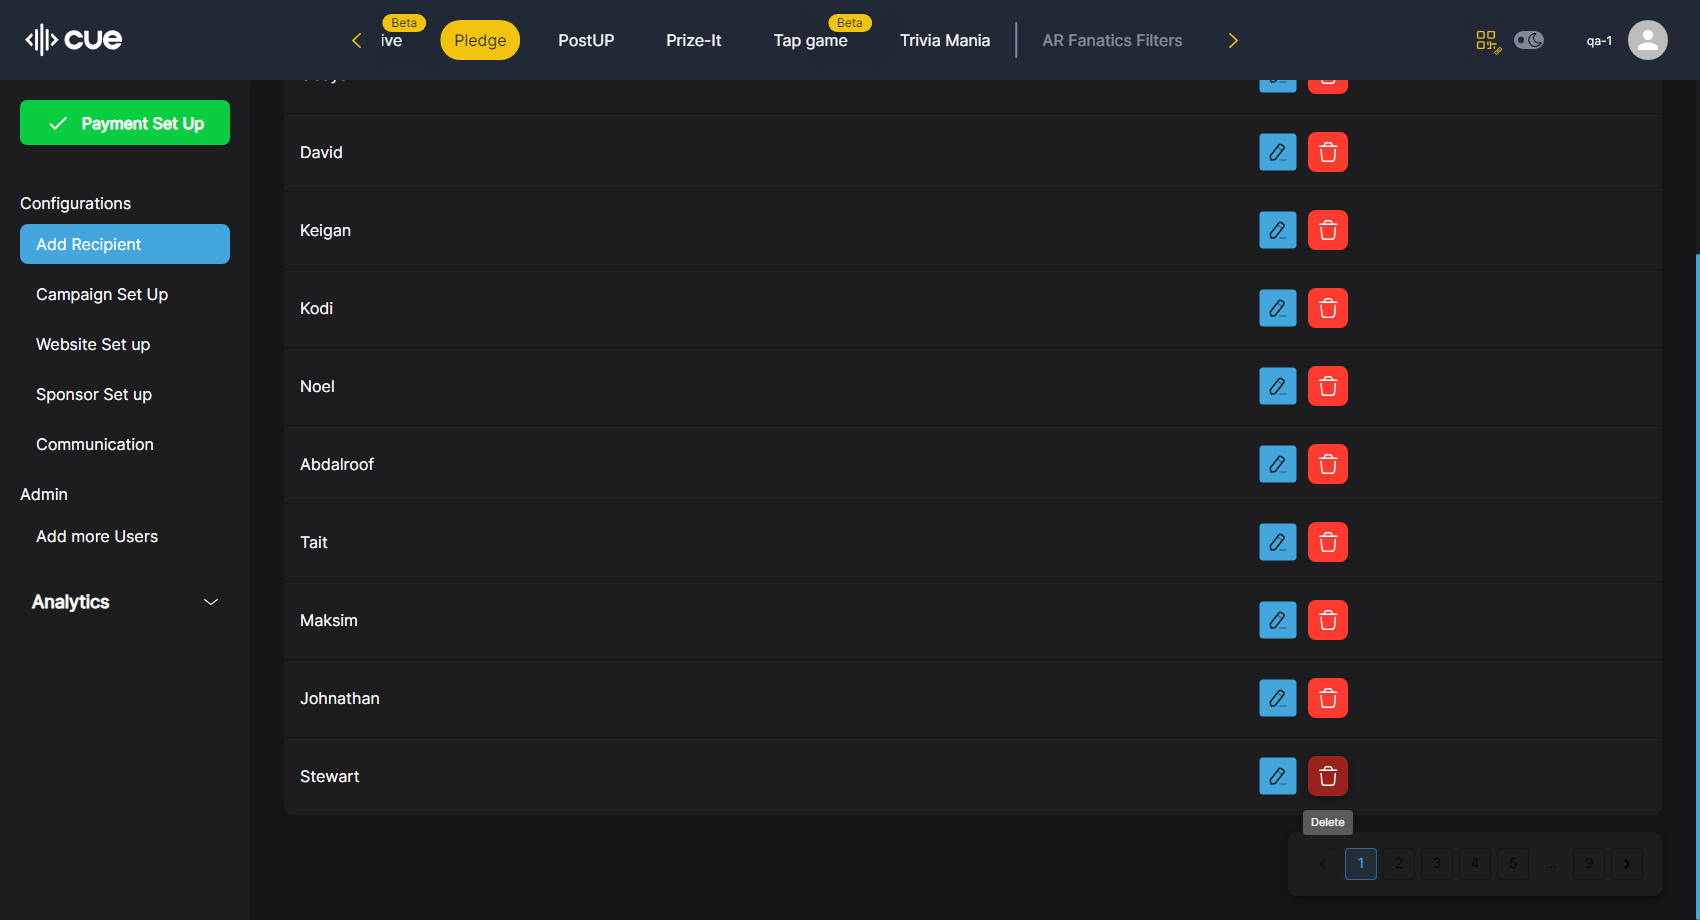 cue
ive
Beta
Pledge
PostUP
Prize-It
Tap game
Beta
Trivia Mania
AR Fanatics Filters
qa-1
Payment Set Up
Configurations
Add Recipient
Campaign Set Up
Website Set up
Sponsor Set up
Communication
Admin
Add more Users
Analytics
David
Keigan
Kodi
Noel
Abdalroof
Tait
Maksim
Johnathan
Stewart
Delete
1 2 3 4 5 ... 9